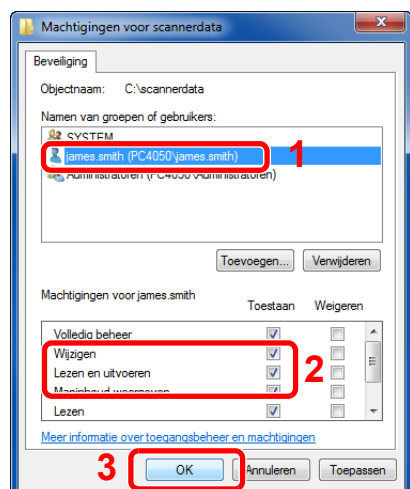 Machtigingen voor scannerdata
Beveiliging
Objectnaam: C:\scannerdata
Namen van groepen of gebruikers:
SYSTEM
james.smith (PC4050\james.smith) 1
Administratoren (PC4050\Administratoren)
Toevoegen... Verwijderen
Machtigingen voor james.smith Toestaan Weigeren
Volledig beheer
Wijzigen
Lezen en uitvoeren 2
Mapinhoud weergeven
Lezen
Meer informatie over toegangsbeheer en machtigingen
3 OK Annuleren Toepassen